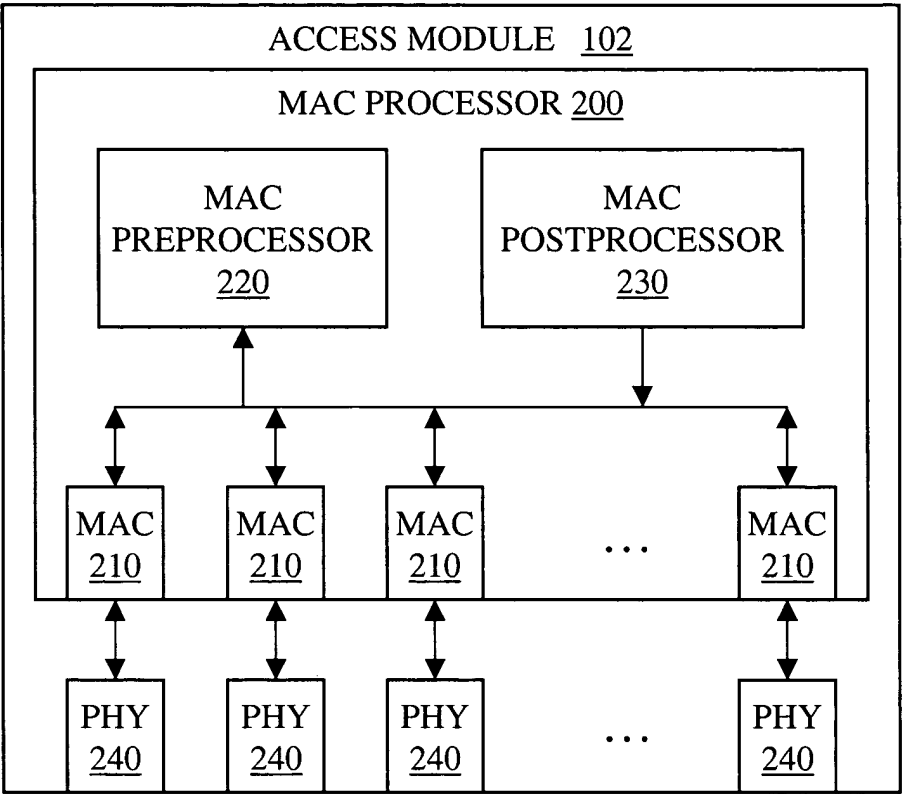 ACCESS MODULE 102
MAC PROCESSOR 200
MAC
PREPROCESSOR
220
MAC
POSTPROCESSOR
230
MAC
210
MAC
210
MAC
210
...
MAC
210
PHY
240
PHY
240
PHY
240
...
PHY
240